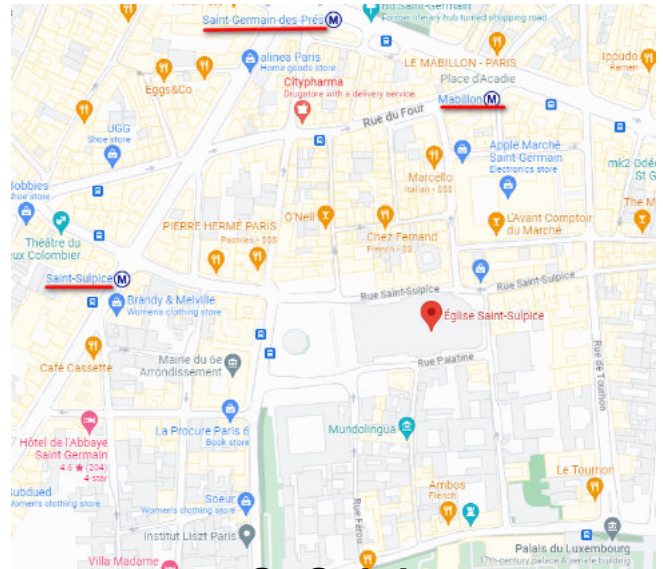 Saint-Germain-des-Prés M
Bd Saint-Germain
Former literary hub turned shopping road
alinea Paris
Home goods store
LE MABILLON - PARIS
Ippudo
Ramen
Place d'Acadie
Eggs&Co
Citypharma
Drugstore with a delivery service
Mabillon M
Rue du Four
UGG
Shoe store
Apple Marché
Saint-Germain
Electronics store
mk2 Odé
St G
Marcello
Italian • $$$
Bobbies
Shoe store
The M
PIERRE HERMÉ PARIS
Pastries • $$$
O'Neil
Chez Fernand
French • $$
L'Avant Comptoir
du Marché
Théâtre du
eux Colombier
Saint-Sulpice M
Rue Saint-Supice
Rue Saint-Sulpice
Brandy & Melville
Women's clothing store
Église Saint-Sulpice
Rue de Tournon
Café Cassette
Mairie du 6e
Arrondissement
Rue Palatine
Hôtel de l'Abbaye
Saint Germain
4.6 ★ (204)
4-star
La Procure Paris 6
Book store
Mundolingua
Le Tournon
Ambos
French
Subdued
Women's clothing store
Soeur
Women's clothing store
Rue Férou
Institut Liszt Paris
Palais du Luxembourg
17th-century palace & senate building
Villa Madame